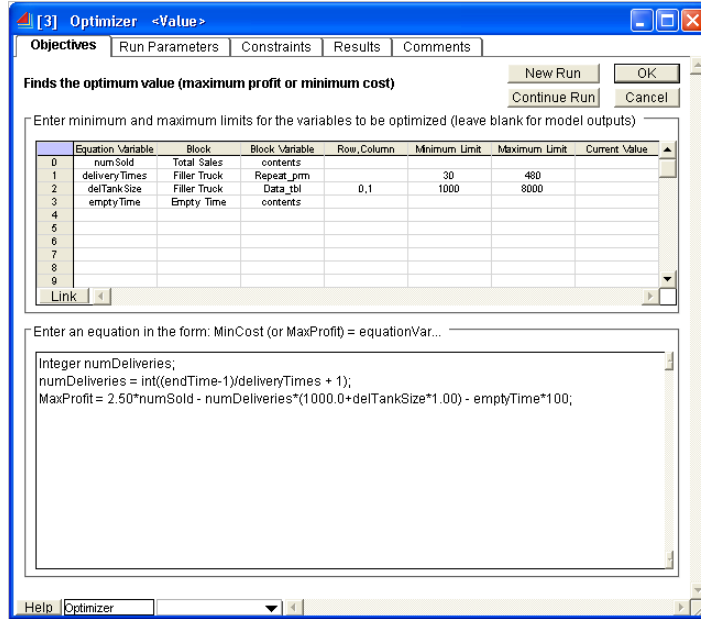 [3] Optimizer <Value>
Objectives Run Parameters Constraints Results Comments
Finds the optimum value (maximum profit or minimum cost)
New Run OK
Continue Run Cancel
Enter minimum and maximum limits for the variables to be optimized (leave blank for model outputs)
Equation Variable Block Block Variable Row,Column Minimum Limit Maximum Limit Current Value
0 numSold Total Sales contents
1 deliveryTimes Filler Truck Repeat_prm 30 480
2 delTankSize Filler Truck Data_tbl 0,1 1000 8000
3 emptyTime Empty Time contents
4
5
6
7
8
9
Link
Enter an equation in the form: MinCost (or MaxProfit) = equationVar...
Integer numDeliveries;
numDeliveries = int((endTime-1)/deliveryTimes + 1);
MaxProfit = 2.50*numSold - numDeliveries*(1000.0+delTankSize*1.00) - emptyTime*100;
Help Optimizer